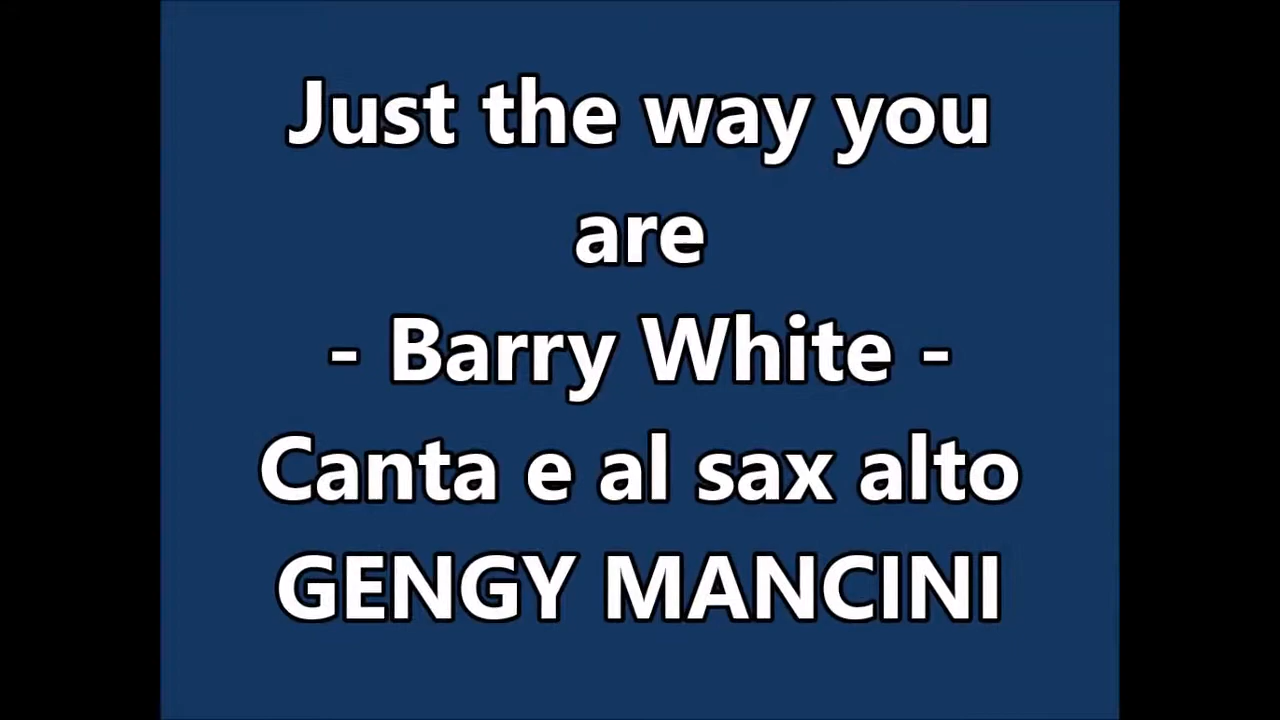 Just the way you
are
- Barry White -
Canta e al sax alto
GENGY MANCINI